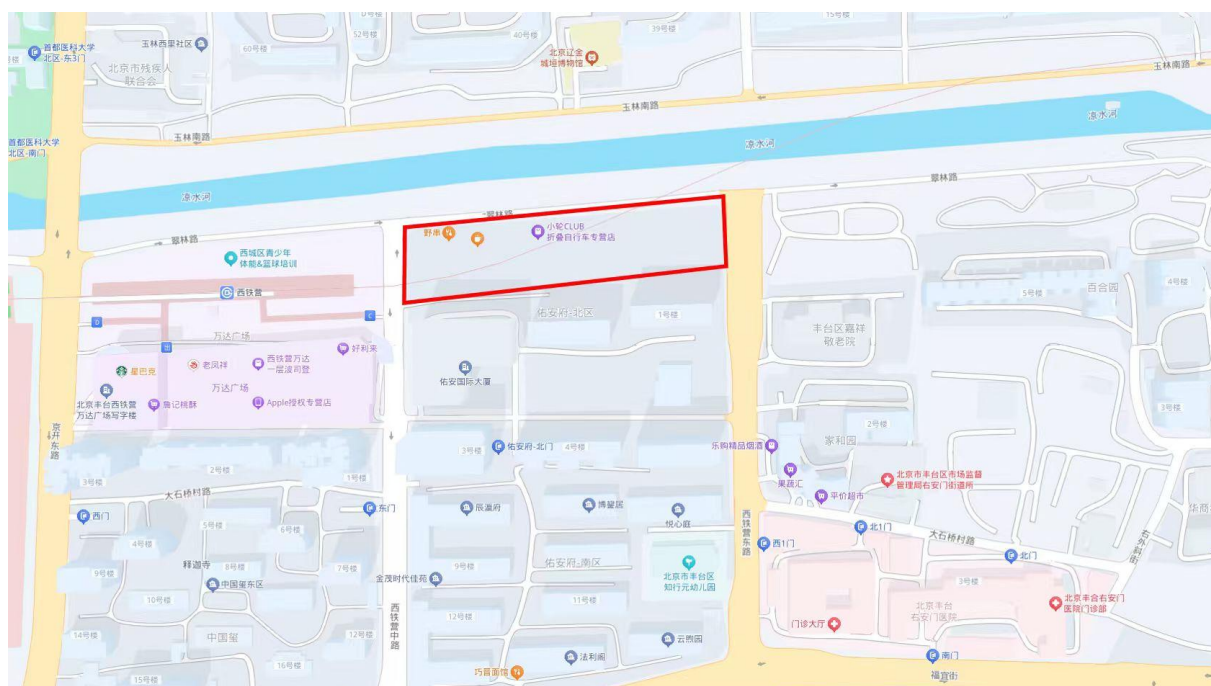 15号楼
首都医科大学
北区-东3门
玉林西里社区
52号楼
60号楼
40号楼
39号楼
北京辽金
城垣博物馆
北京市残疾人
联合会
玉林南路
玉林南路
玉林南路
首都医科大学
北区-南门
凉水河
凉水河
凉水河
翠林路
翠林路
翠林路
野串
小轮CLUB
折叠自行车专营店
西城区青少年
体能&篮球培训
西铁营
D
C
万达广场
佑安府-北区
1号楼
5号楼
百合园
4号楼
丰台区嘉祥
敬老院
好利来
老凤祥
西铁营万达
一层波司登
星巴克
万达广场
北京丰台西铁营
万达广场写字楼
鲍记桃酥
Apple授权专营店
佑安国际大厦
京开东路
3号楼
佑安府-北门
4号楼
乐购精品烟酒
家和园
2号楼
3号楼
果蔬汇
平价超市
北京市丰台区市场监督
管理局右安门街道所
3号楼
2号楼
1号楼
大石桥村路
西门
东门
辰瀛府
博翠居
悦心庭
西铁营东路
西1门
北1门
大石桥村路
北门
右外斜街
华商
5号楼
6号楼
4号楼
释迦寺
8号楼
7号楼
9号楼
中国玺东区
金茂时代佳苑
9号楼
佑安府-南区
北京市丰台区
知行元幼儿园
3号楼
10号楼
11号楼
12号楼
西铁营中路
北京丰台
右安门医院
北京丰台右安门
医院门诊部
门诊大厅
14号楼
中国玺
12号楼
云煦园
16号楼
法利阁
南门
15号楼
巧昌面馆
福宜街